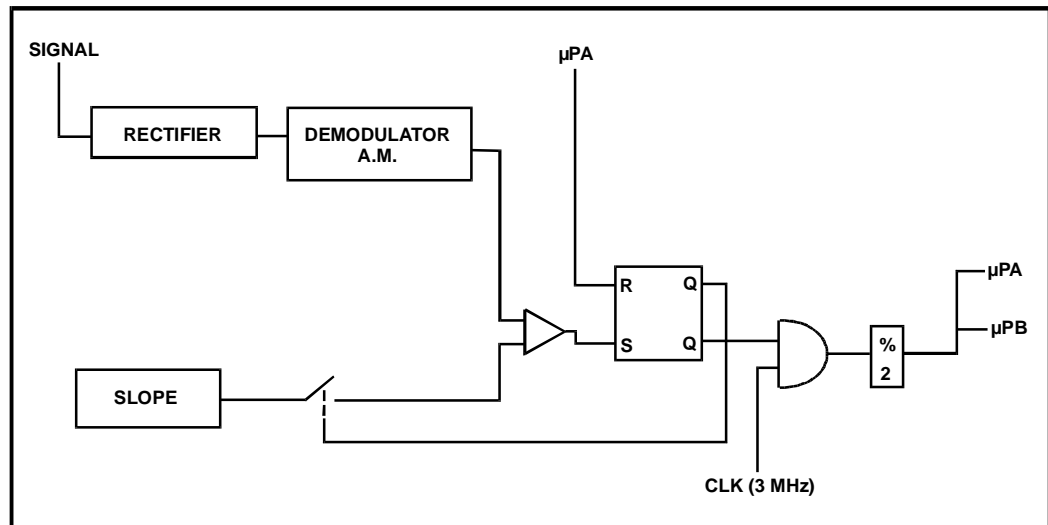 SIGNAL
µPA
RECTIFIER
DEMODULATOR
A.M.
R
Q
S
Q
µPA
µPB
%
2
SLOPE
CLK (3 MHz)